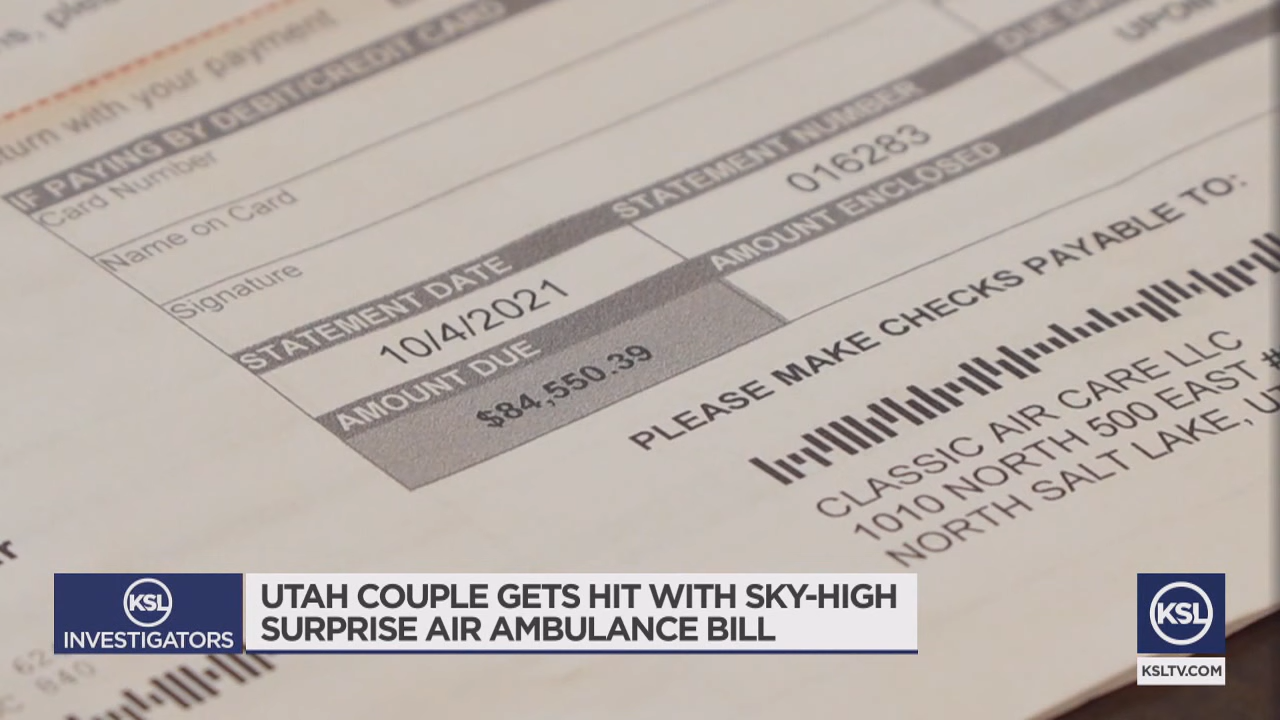 turn with your payment
IF PAYING BY DEBIT/CREDIT CARD
Card Number
Name on Card
Signature
STATEMENT DATE
STATEMENT NUMBER
10/4/2021
016283
AMOUNT DUE
AMOUNT ENCLOSED
$84,550.39
PLEASE MAKE CHECKS PAYABLE TO:
CLASSIC AIR CARE LLC
1010 NORTH 500 EAST #
NORTH SALT LAKE, U
KSL
INVESTIGATORS
UTAH COUPLE GETS HIT WITH SKY-HIGH
SURPRISE AIR AMBULANCE BILL
KSL
KSLTV.COM